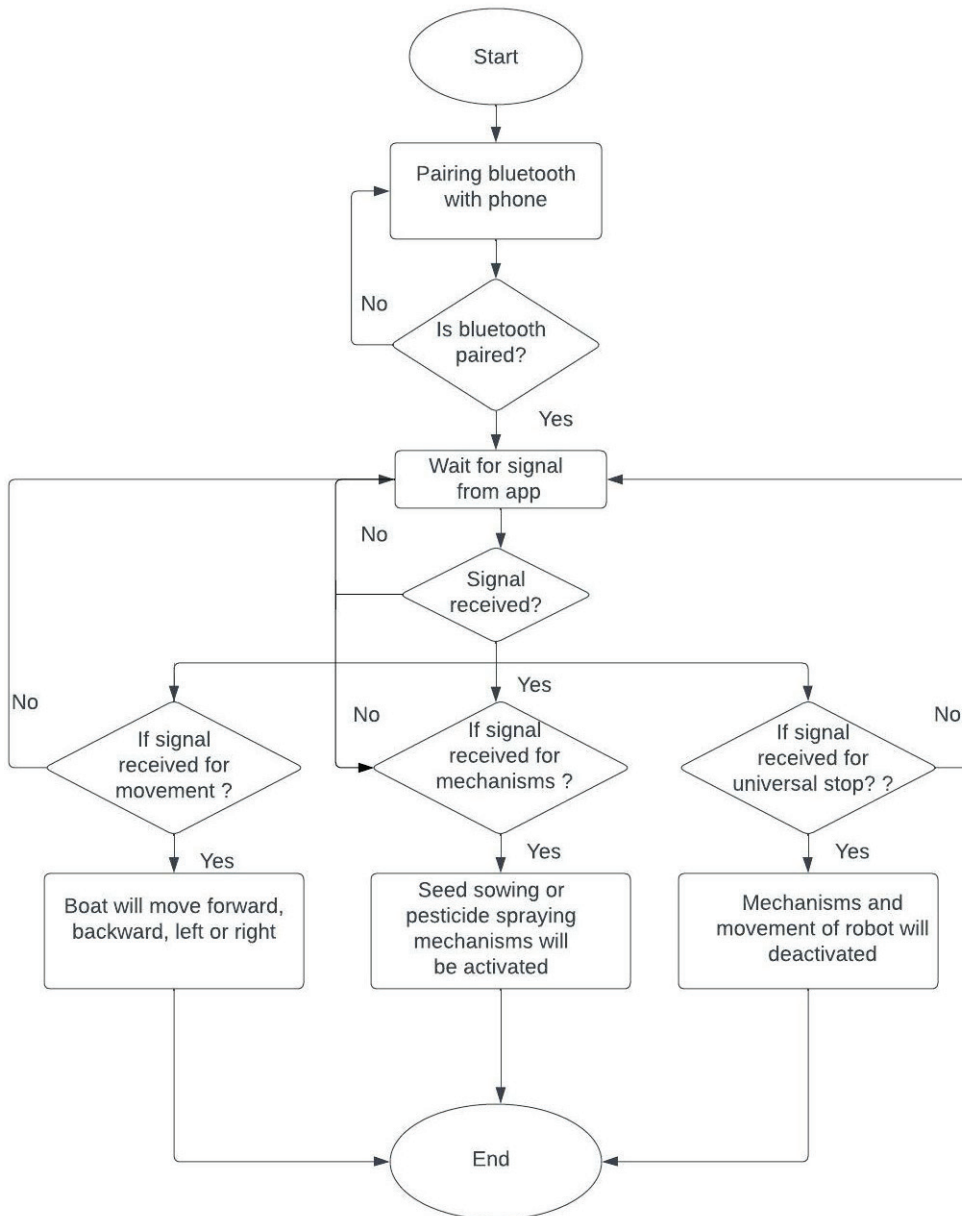 Start
Pairing bluetooth
with phone
No
Is bluetooth
paired?
Yes
Wait for signal
from app
No
Signal
received?
Yes
No
If signal
received for
movement ?
No
If signal
received for
mechanisms ?
If signal
received for
universal stop? ?
No
Yes
Yes
Yes
Boat will move forward,
backward, left or right
Seed sowing or
pesticide spraying
mechanisms will
be activated
Mechanisms and
movement of robot will
deactivated
End